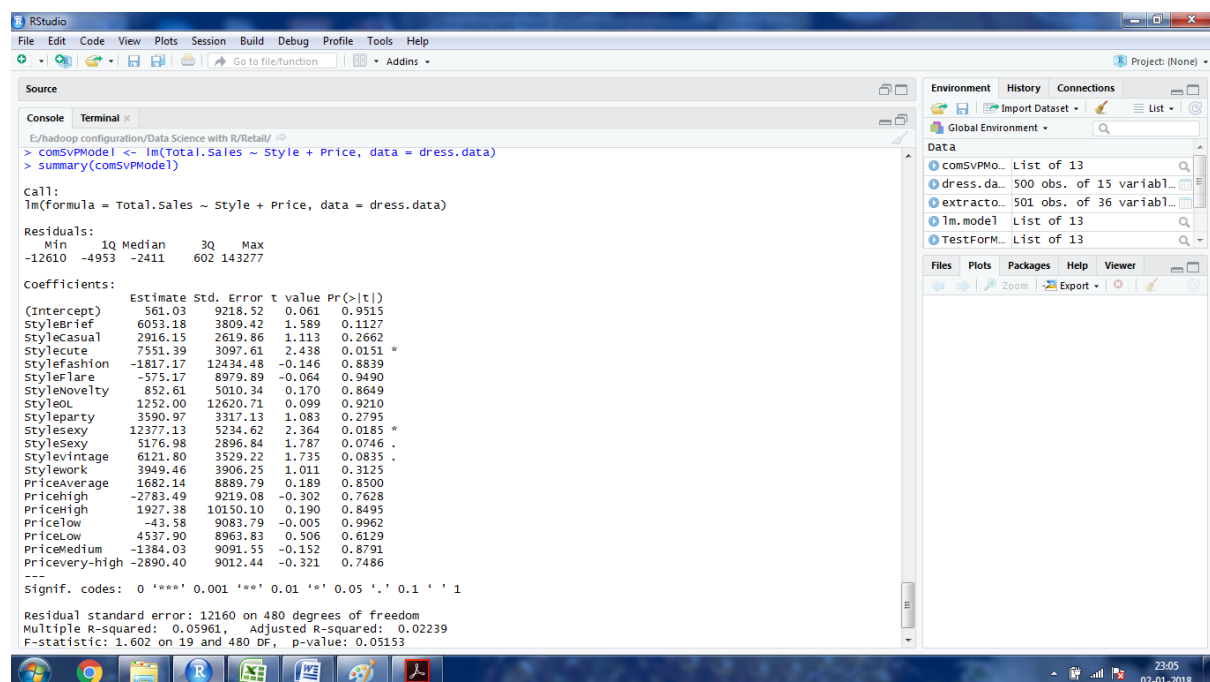 RStudio
File Edit Code View Plots Session Build Debug Profile Tools Help
Go to file/function Addins Project: (None)
Source
Console Terminal
E:/hadoop configuration/Data Science with R/Retail/
> comSvPModel <- lm(Total.Sales ~ Style + Price, data = dress.data)
> summary(comSvPModel)
Call:
lm(formula = Total.Sales ~ Style + Price, data = dress.data)
Residuals:
Min 1Q Median 3Q Max
-12610 -4953 -2411 602 143277
Coefficients:
Estimate Std. Error t value Pr(>|t|)
(Intercept) 561.03 9218.52 0.061 0.9515
StyleBrief 6053.18 3809.42 1.589 0.1127
StyleCasual 2916.15 2619.86 1.113 0.2662
Stylecute 7551.39 3097.61 2.438 0.0151 *
Stylefashion -1817.17 12434.48 -0.146 0.8839
StyleFlare -575.17 8979.89 -0.064 0.9490
StyleNovelty 852.61 5010.34 0.170 0.8649
StyleOL 1252.00 12620.71 0.099 0.9210
Styleparty 3590.97 3317.13 1.083 0.2795
Stylesexy 12377.13 5234.62 2.364 0.0185 *
StyleSexy 5176.98 2896.84 1.787 0.0746 .
Stylevintage 6121.80 3529.22 1.735 0.0835 .
Stylework 3949.46 3906.25 1.011 0.3125
PriceAverage 1682.14 8889.79 0.189 0.8500
Pricehigh -2783.49 9219.08 -0.302 0.7628
PriceHigh 1927.38 10150.10 0.190 0.8495
Pricelow -43.58 9083.79 -0.005 0.9962
PriceLow 4537.90 8963.83 0.506 0.6129
PriceMedium -1384.03 9091.55 -0.152 0.8791
Pricevery-high -2890.40 9012.44 -0.321 0.7486
---
Signif. codes: 0 ‘***’ 0.001 ‘**’ 0.01 ‘*’ 0.05 ‘.’ 0.1 ‘ ’ 1
Residual standard error: 12160 on 480 degrees of freedom
Multiple R-squared: 0.05961, Adjusted R-squared: 0.02239
F-statistic: 1.602 on 19 and 480 DF, p-value: 0.05153
Environment History Connections
Import Dataset List
Global Environment
Data
comSvPMo… List of 13
dress.da… 500 obs. of 15 variabl…
extracto… 501 obs. of 36 variabl…
lm.model List of 13
TestForM… List of 13
Files Plots Packages Help Viewer
Zoom Export
23:05
02-01-2018